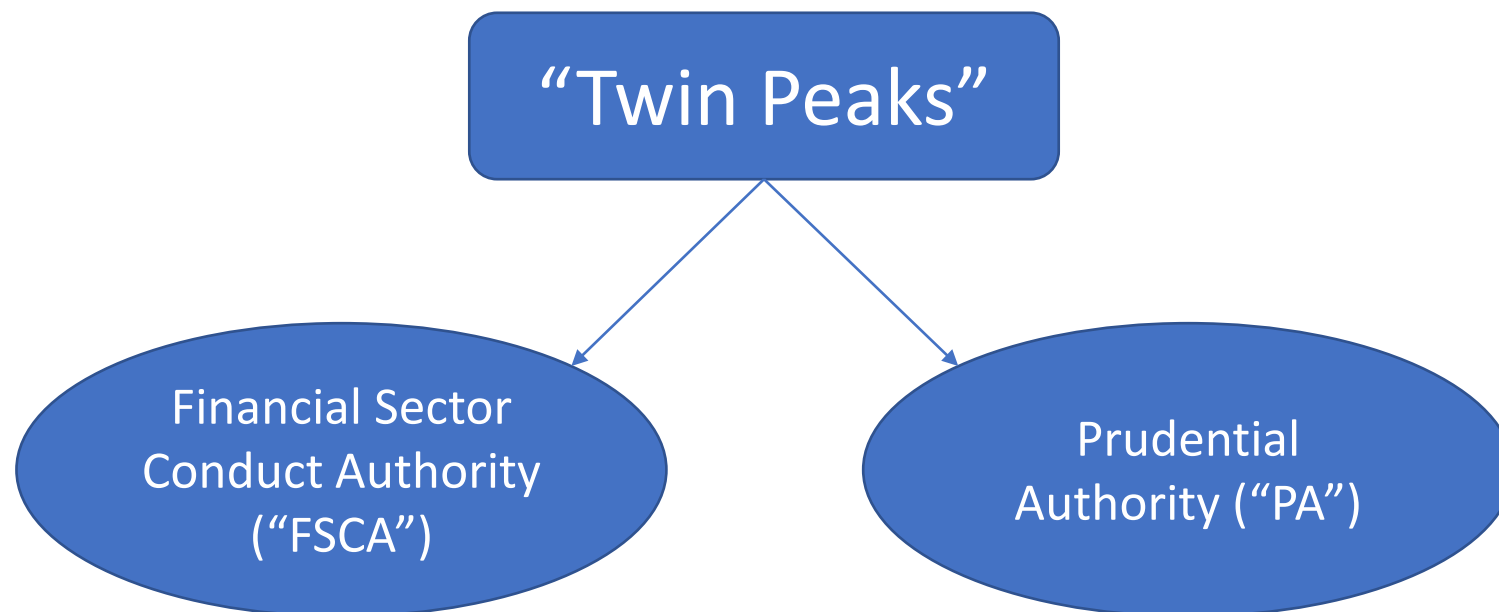 “Twin Peaks”
Financial Sector
Conduct Authority
(“FSCA”)
Prudential
Authority (“PA”)